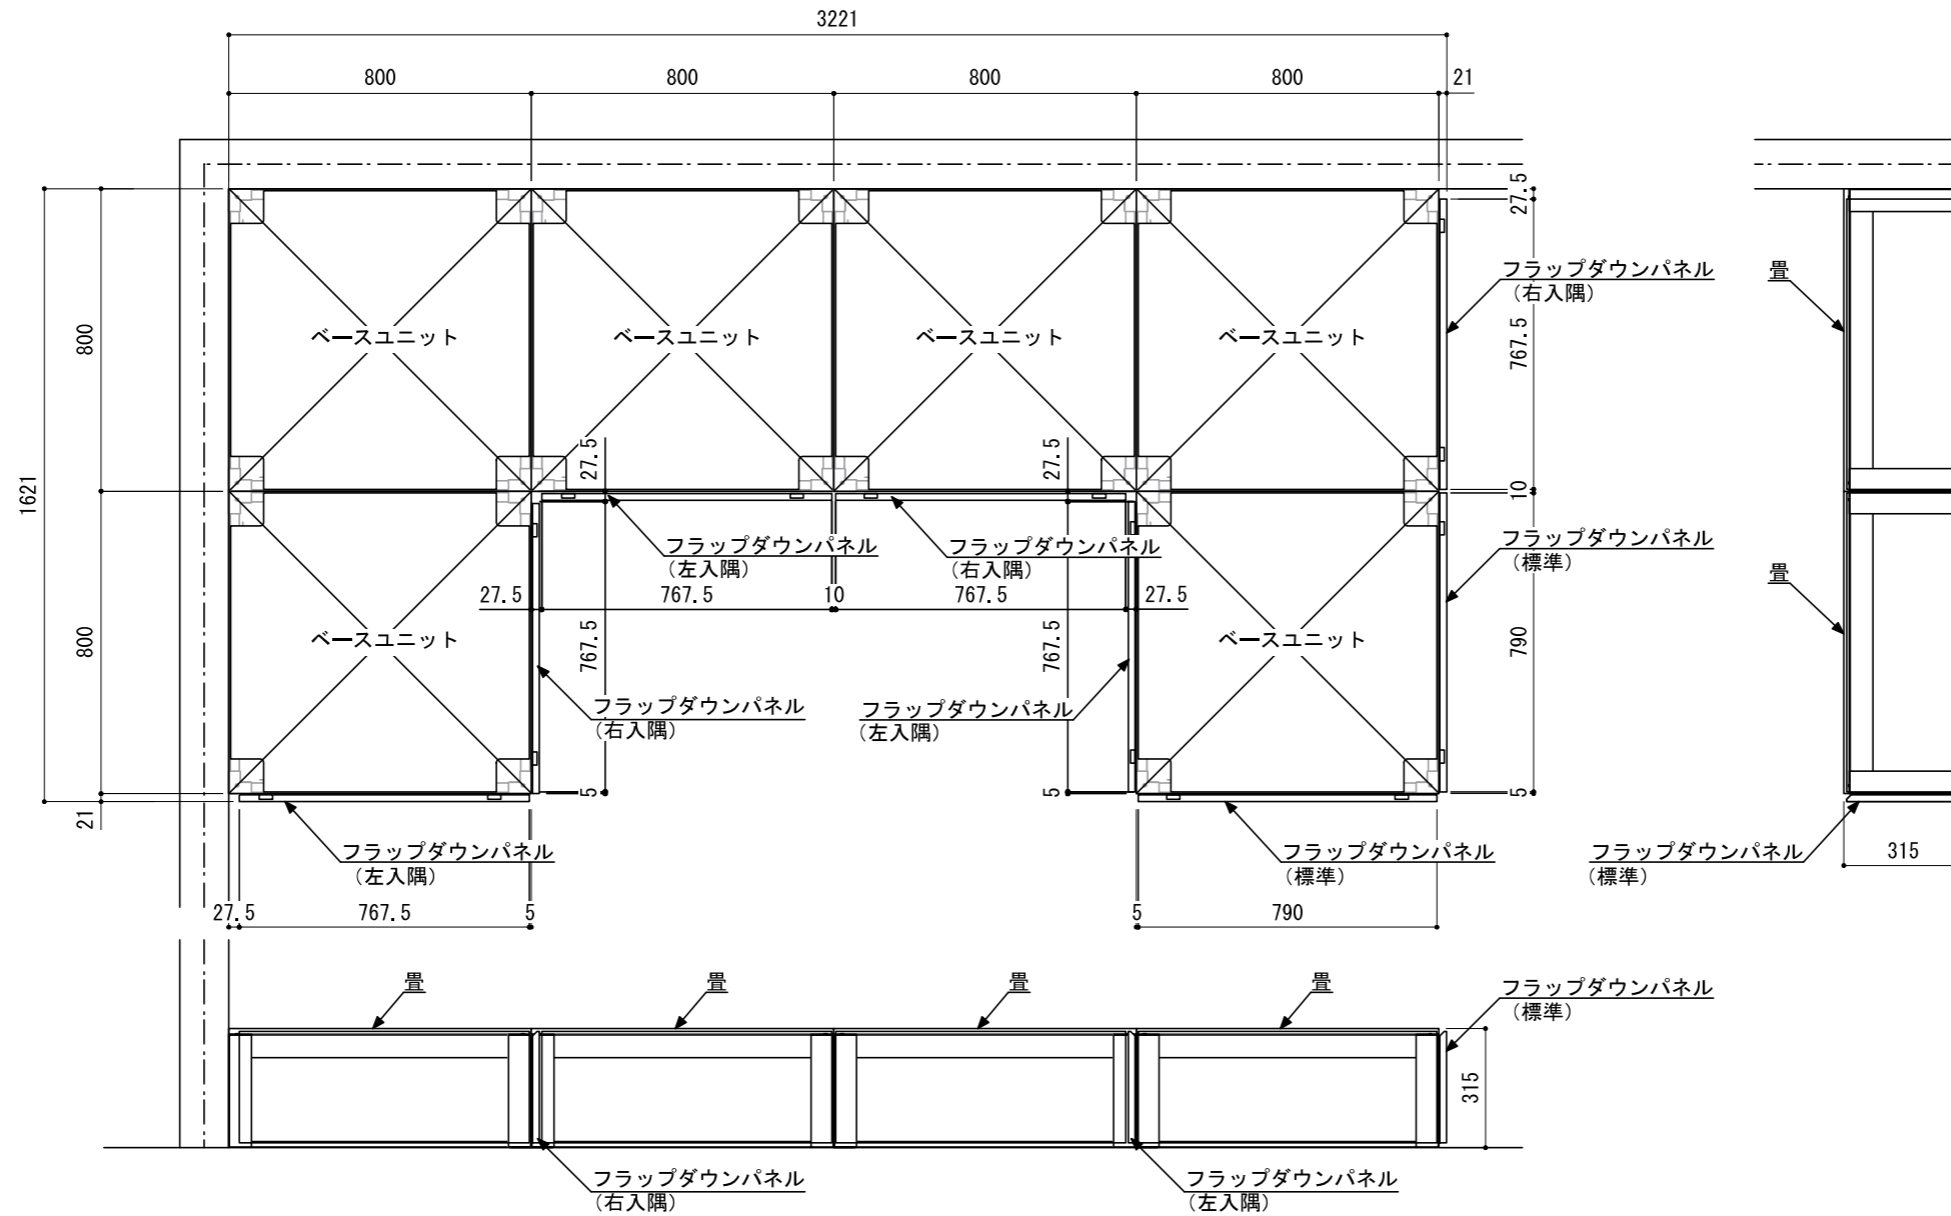 3221
800
800
800
800
21
27.5
フラップダウンパネル
（右入隅）
畳
800
ベースユニット
ベースユニット
ベースユニット
ベースユニット
767.5
27.5
27.5
10
1621
フラップダウンパネル
（左入隅）
フラップダウンパネル
（右入隅）
フラップダウンパネル
（標準）
畳
27.5
767.5
10
767.5
27.5
800
ベースユニット
767.5
767.5
ベースユニット
790
フラップダウンパネル
（右入隅）
フラップダウンパネル
（左入隅）
5
5
5
21
フラップダウンパネル
（左入隅）
フラップダウンパネル
（標準）
フラップダウンパネル
（標準）
315
27.5
767.5
5
5
790
畳
畳
畳
畳
フラップダウンパネル
（標準）
315
フラップダウンパネル
（右入隅）
フラップダウンパネル
（左入隅）